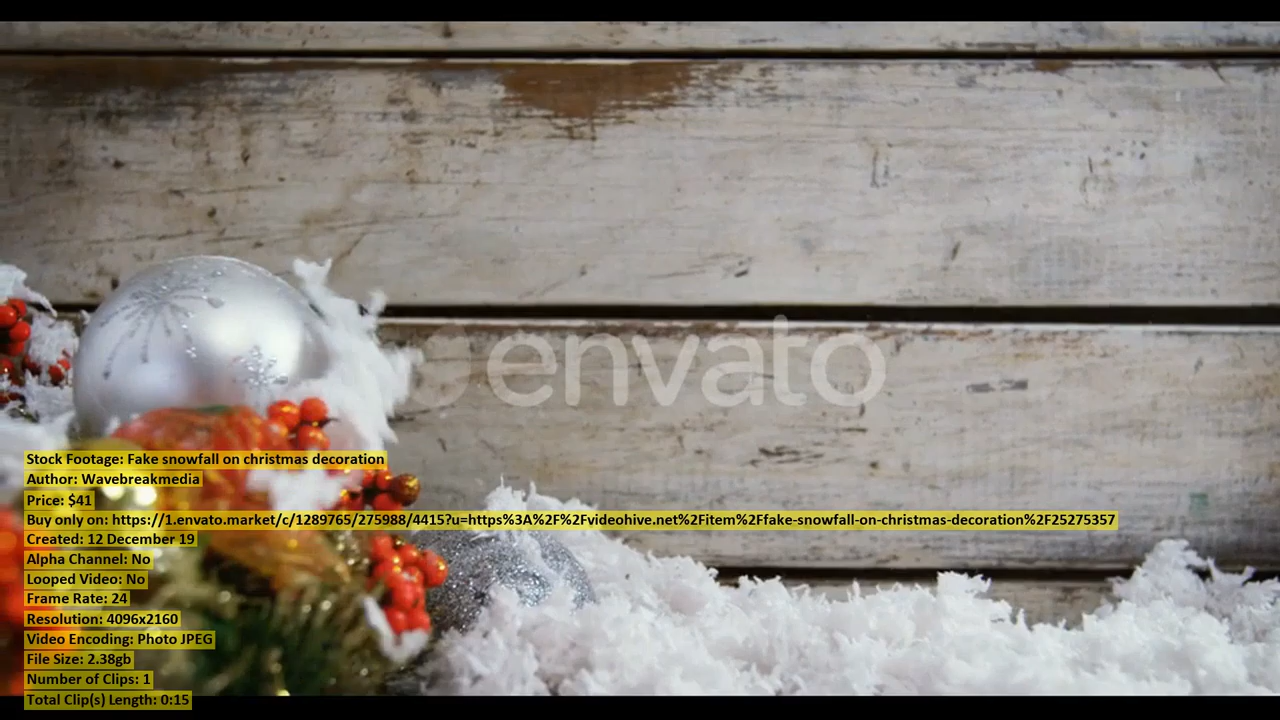 envato
Stock Footage: Fake snowfall on christmas decoration
Author: Wavebreakmedia
Price: $41
Buy only on: https://1.envato.market/c/1289765/275988/4415?u=https%3A%2F%2Fvideohive.net%2Fitem%2Ffake-snowfall-on-christmas-decoration%2F25275357
Created: 12 December 19
Alpha Channel: No
Looped Video: No
Frame Rate: 24
Resolution: 4096x2160
Video Encoding: Photo JPEG
File Size: 2.38gb
Number of Clips: 1
Total Clip(s) Length: 0:15